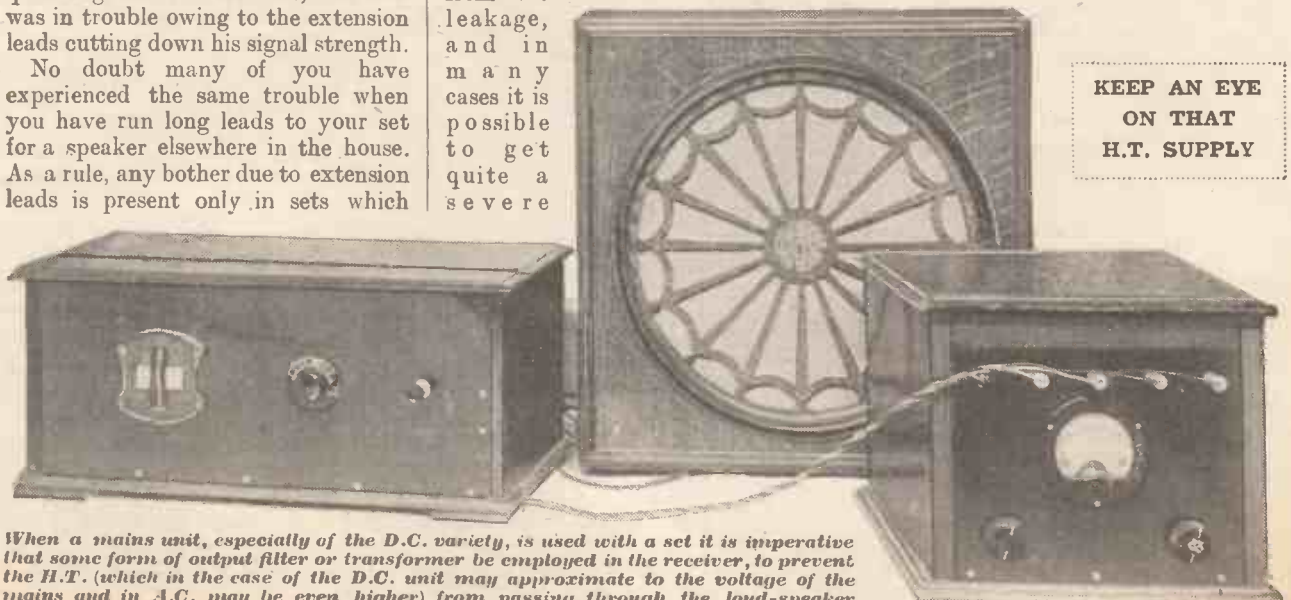 was in trouble owing to the extension
leads cutting down his signal strength.
No doubt many of you have
experienced the same trouble when
you have run long leads to your set
for a speaker elsewhere in the house.
As a rule, any bother due to extension
leads is present only in sets which
leakage,
and in
many
cases it is
possible
to get
quite a
severe
KEEP AN EYE
ON THAT
H.T. SUPPLY
When a mains unit, especially of the D.C. variety, is used with a set it is imperative
that some form of output filter or transformer be employed in the receiver, to prevent
the H.T. (which in the case of the D.C. unit may approximate to the voltage of the
mains and in A.C. may be even higher) from passing through the loud-speaker